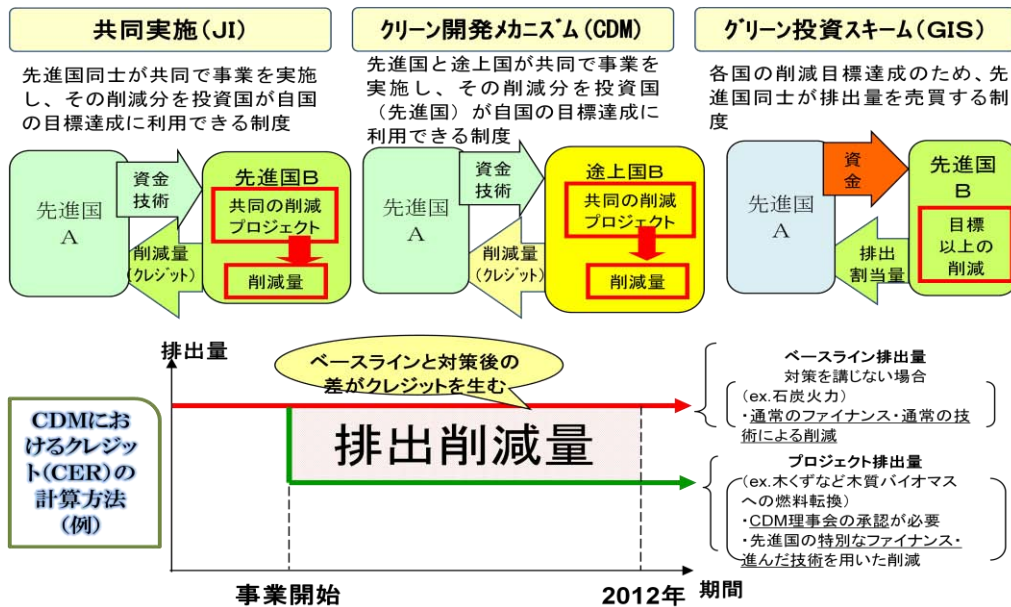 共同実施(JI)
先進国同士が共同で事業を実施
し、その削減分を投資国が自国
の目標達成に利用できる制度
先進国
A
資金
技術
削減量
(クレジット)
先進国B
共同の削減
プロジェクト
削減量
クリーン開発メカニズム(CDM)
先進国と途上国が共同で事業を
実施し、その削減分を投資国
(先進国)が自国の目標達成に
利用できる制度
先進国
A
資金
技術
削減量
(クレジット)
途上国B
共同の削減
プロジェクト
削減量
グリーン投資スキーム(GIS)
各国の削減目標達成のため、先
進国同士が排出量を売買する制
度
先進国
A
資
金
排出
割当量
先進国
B
目標
以上の
削減
CDMにお
けるクレジッ
ト(CER)の
計算方法
(例)
排出量
ベースラインと対策後の
差がクレジットを生む
排出削減量
事業開始
2012年
期間
ベースライン排出量
対策を講じない場合
(ex.石炭火力)
・通常のファイナンス・通常の技
術による削減
プロジェクト排出量
(ex.木くずなど木質バイオマス
への燃料転換)
・CDM理事会の承認が必要
・先進国の特別なファイナンス・
進んだ技術を用いた削減